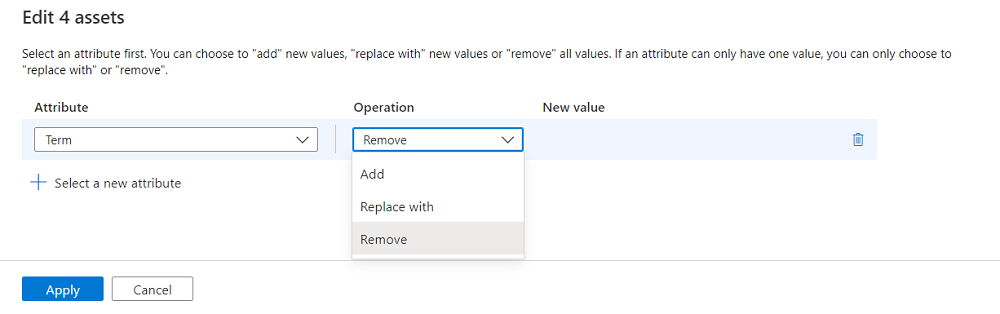 Edit 4 assets
Select an attribute first. You can choose to "add" new values, "replace with" new values or "remove" all values. If an attribute can only have one value, you can only choose to
"replace with" or "remove".
Attribute Operation New value
Term Remove
Add
Select a new attribute
Replace with
Remove
Apply Cancel